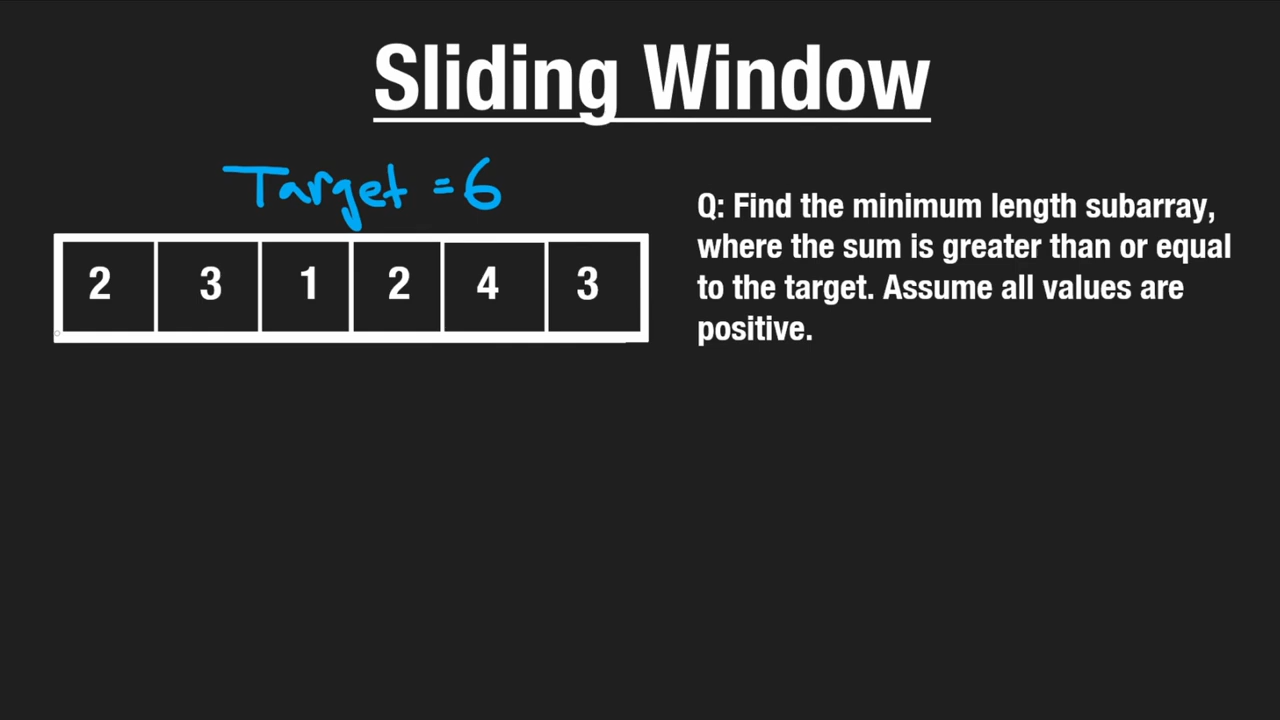 Sliding Window
Target = 6
2 3 1 2 4 3
Q: Find the minimum length subarray,
where the sum is greater than or equal
to the target. Assume all values are
positive.